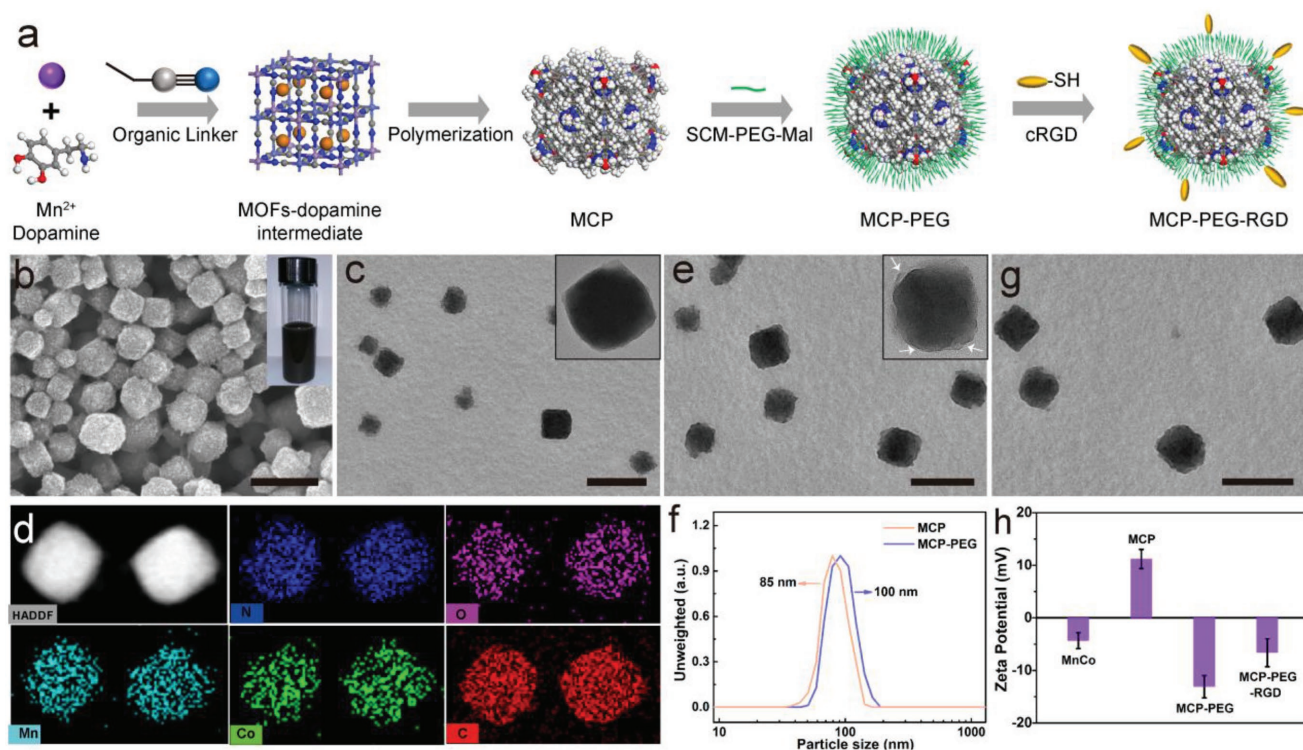 a
Organic Linker
Polymerization
SCM-PEG-Mal
-SH
cRGD
Mn2+
Dopamine
MOFs-dopamine
intermediate
MCP
MCP-PEG
MCP-PEG-RGD
b
c
e
g
d
HADDF
N
O
Mn
Co
C
f
Unweighted (a.u.)
1.2
0.9
0.6
0.3
0.0
MCP
MCP-PEG
85 nm
100 nm
10
100
1000
Particle size (nm)
h
Zeta Potential (mV)
20
10
0
-10
-20
MnCo
MCP
MCP-PEG
MCP-PEG
-RGD